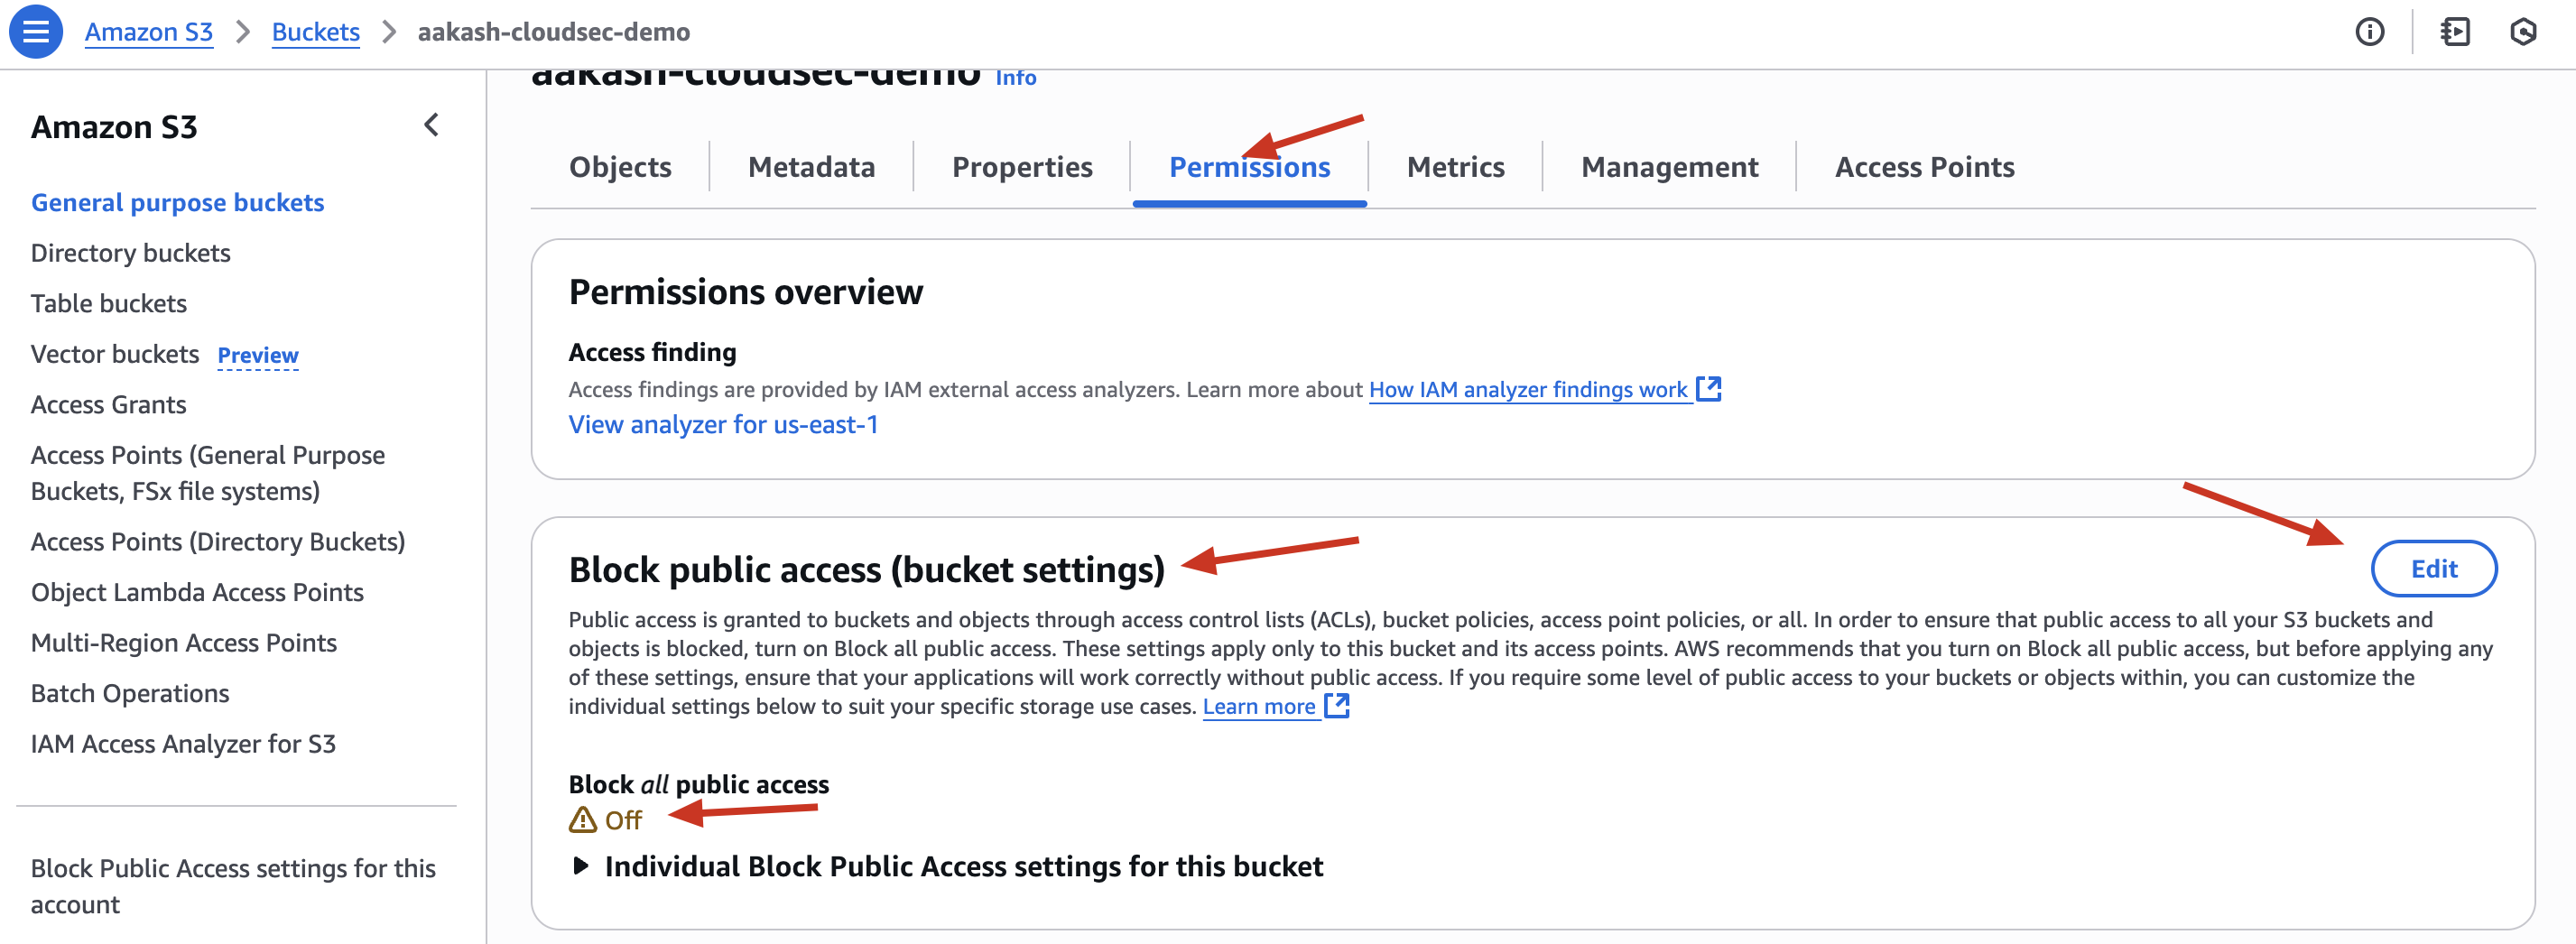 Amazon S3 > Buckets > aakash-cloudsec-demo
Amazon S3
General purpose buckets
Directory buckets
Table buckets
Vector buckets Preview
Access Grants
Access Points (General Purpose
Buckets, FSx file systems)
Access Points (Directory Buckets)
Object Lambda Access Points
Multi-Region Access Points
Batch Operations
IAM Access Analyzer for S3
Block Public Access settings for this
account
aakash-cloudsec-demo Info
Objects Metadata Properties Permissions Metrics Management Access Points
Permissions overview
Access finding
Access findings are provided by IAM external access analyzers. Learn more about How IAM analyzer findings work
View analyzer for us-east-1
Block public access (bucket settings)
Edit
Public access is granted to buckets and objects through access control lists (ACLs), bucket policies, access point policies, or all. In order to ensure that public access to all your S3 buckets and
objects is blocked, turn on Block all public access. These settings apply only to this bucket and its access points. AWS recommends that you turn on Block all public access, but before applying any
of these settings, ensure that your applications will work correctly without public access. If you require some level of public access to your buckets or objects within, you can customize the
individual settings below to suit your specific storage use cases. Learn more
Block all public access
Off
Individual Block Public Access settings for this bucket